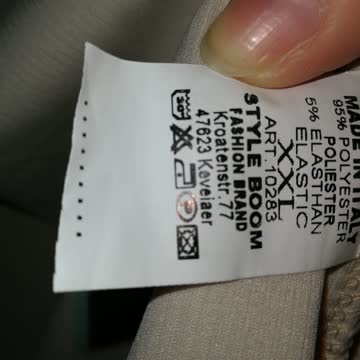 MADE IN ITALY
95% POLYESTER
POLIESTER
5% ELASTHAN
ELASTIC
XXL
ART.10283
STYLE BOOM
FASHION BRAND
Kroatenstr.77
47623 Kevelaer